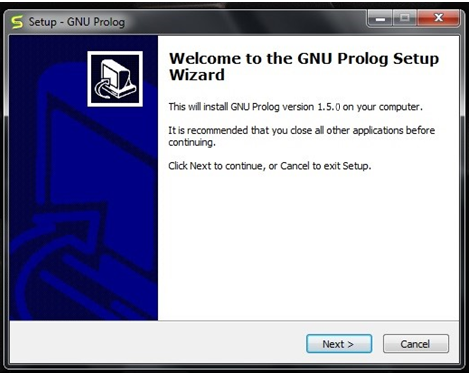 Setup - GNU Prolog
Welcome to the GNU Prolog Setup
Wizard
This will install GNU Prolog version 1.5.0 on your computer.
It is recommended that you close all other applications before
continuing.
Click Next to continue, or Cancel to exit Setup.
Next >
Cancel